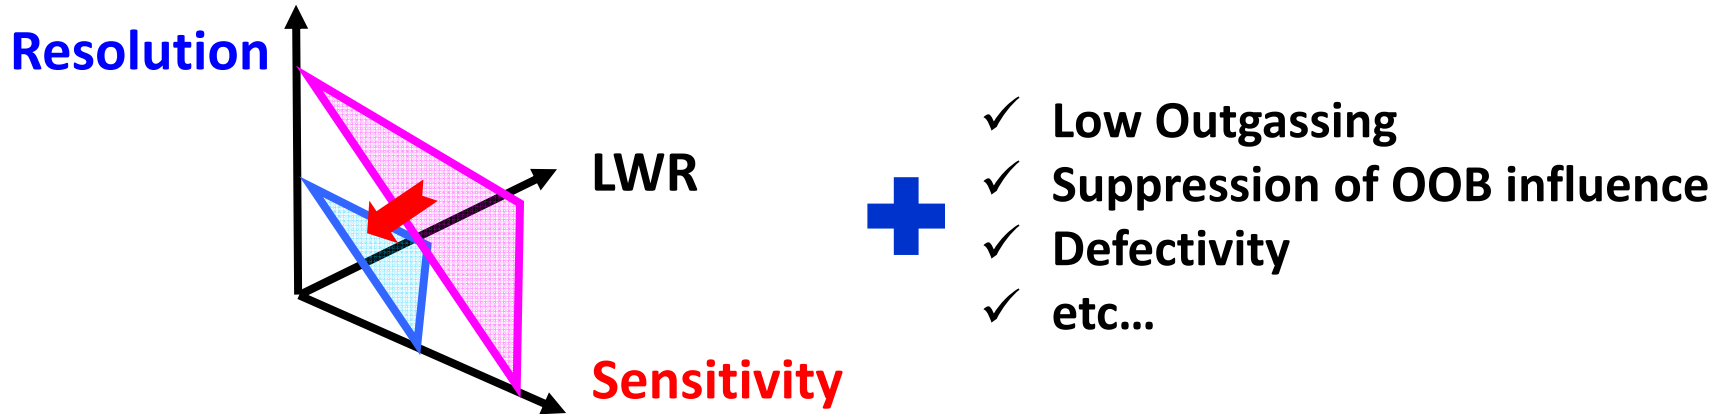 Resolution
LWR
Sensitivity
✓ Low Outgassing
✓ Suppression of OOB influence
✓ Defectivity
✓ etc...